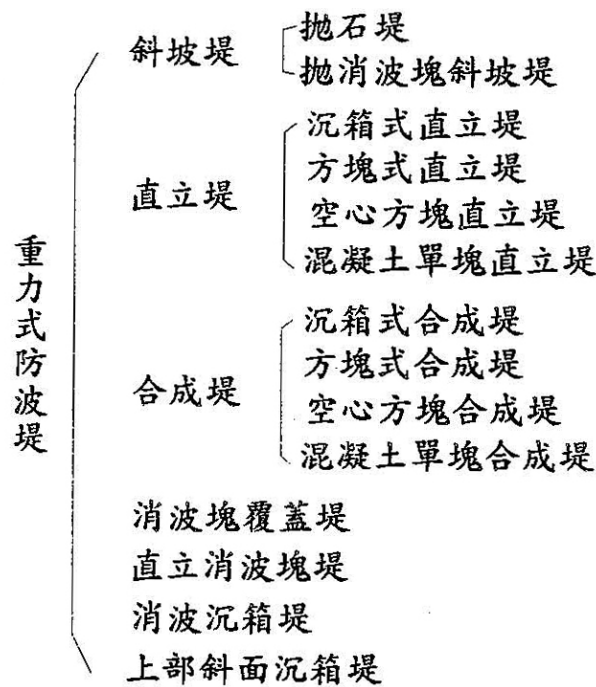 重力式防波堤
斜坡堤
拋石堤
拋消波塊斜坡堤
直立堤
沉箱式直立堤
方塊式直立堤
空心方塊直立堤
混凝土單塊直立堤
合成堤
沉箱式合成堤
方塊式合成堤
空心方塊合成堤
混凝土單塊合成堤
消波塊覆蓋堤
直立消波塊堤
消波沉箱堤
上部斜面沉箱堤